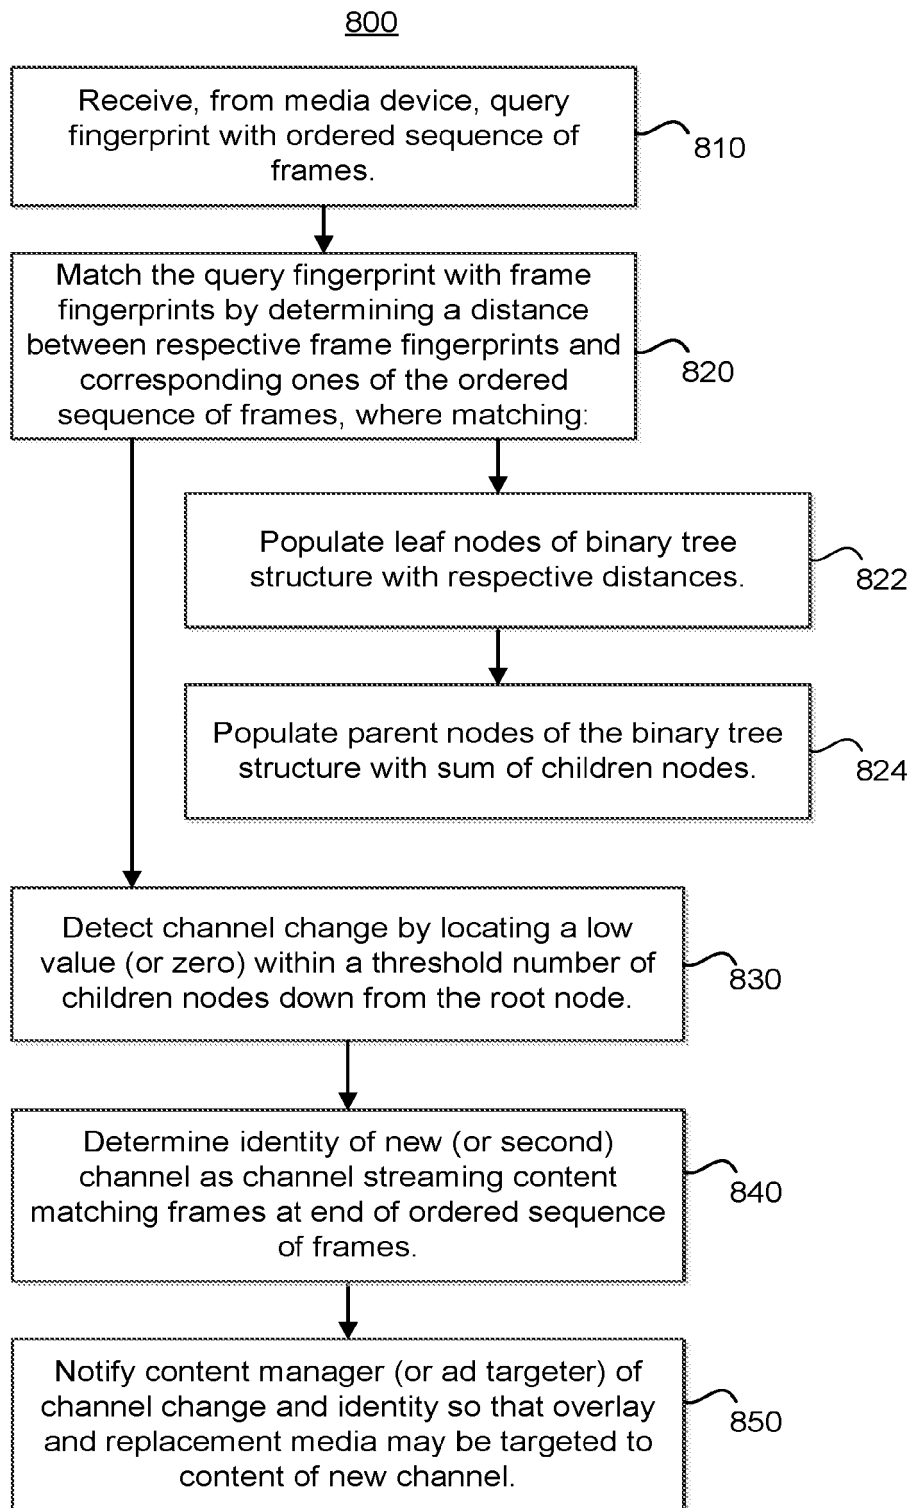 800
Receive, from media device, query
fingerprint with ordered sequence of
frames.
810
Match the query fingerprint with frame
fingerprints by determining a distance
between respective frame fingerprints and
corresponding ones of the ordered
sequence of frames, where matching:
820
Populate leaf nodes of binary tree
structure with respective distances.
822
Populate parent nodes of the binary tree
structure with sum of children nodes.
824
Detect channel change by locating a low
value (or zero) within a threshold number of
children nodes down from the root node.
830
Determine identity of new (or second)
channel as channel streaming content
matching frames at end of ordered sequence
of frames.
840
Notify content manager (or ad targeter) of
channel change and identity so that overlay
and replacement media may be targeted to
content of new channel.
850